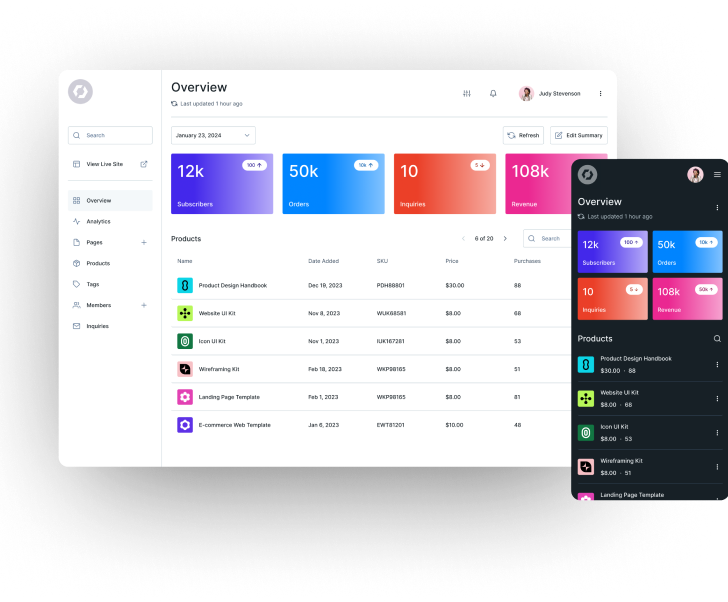 Overview
Last updated 1 hour ago
Judy Stevenson
Search
January 23, 2024
Refresh
Edit Summary
View Live Site
12k
100
Subscribers
50k
10k
Orders
10
5
Inquiries
108k
Revenue
Overview
Analytics
Pages
Products
Tags
Members
Inquiries
Products
6 of 20
Search
Name Date Added SKU Price Purchases
Product Design Handbook Dec 19, 2023 PDH88801 $30.00 88
Website UI Kit Nov 8, 2023 WUK68581 $8.00 68
Icon UI Kit Nov 1, 2023 IUK167281 $8.00 53
Wireframing Kit Feb 18, 2023 WKP98165 $8.00 51
Landing Page Template Feb 1, 2023 WKP98165 $8.00 81
E-commerce Web Template Jan 6, 2023 EWT81201 $10.00 48
Overview
Last updated 1 hour ago
12k
100
Subscribers
50k
10k
Orders
10
5
Inquiries
108k
50k
Revenue
Products
Product Design Handbook
$30.00 · 88
Website UI Kit
$8.00 · 68
Icon UI Kit
$8.00 · 53
Wireframing Kit
$8.00 · 51
Landing Page Template